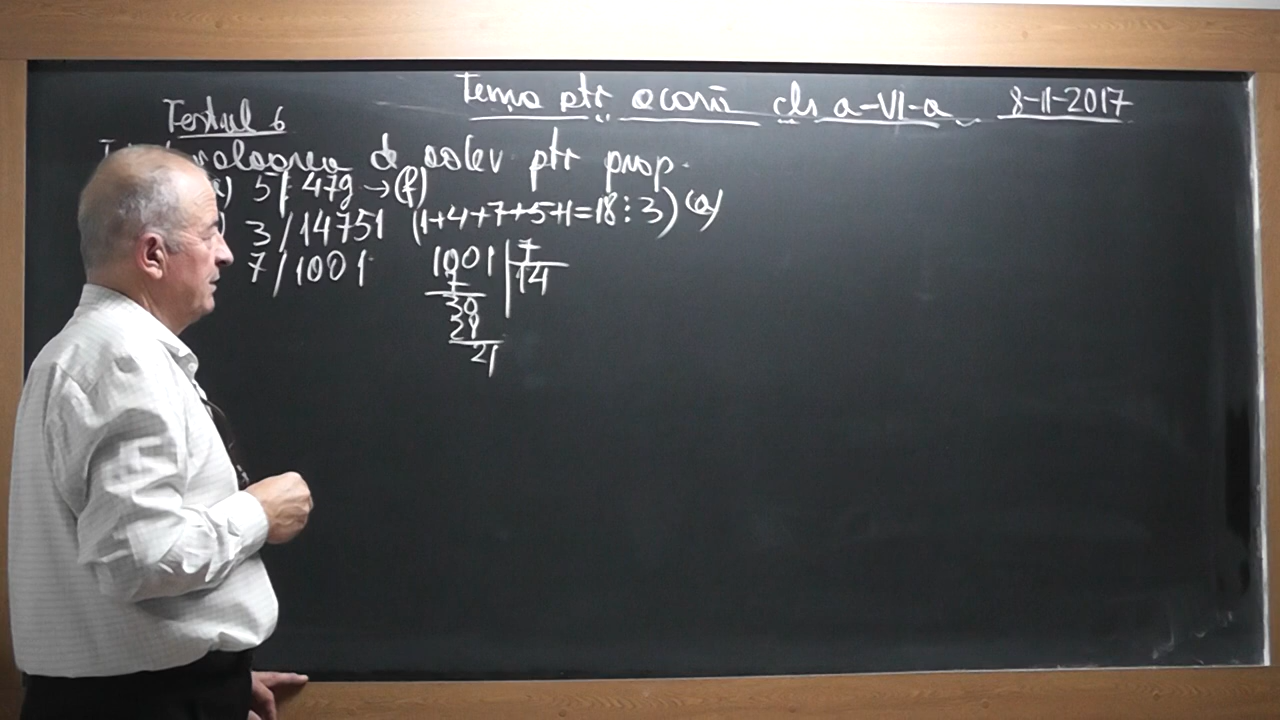 Tema ptr acasă cls a-VI-a 8-11-2017
Testul 6
de adev ptr prop.
a) 5 | 479 → (f)
) 3 / 14751 (1+4+7+5+1=18⋮3) (a)
7 / 1001
1001 | 7
7 14
30
28
21